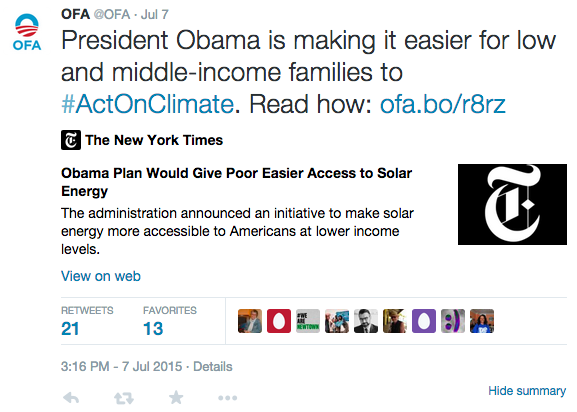 OFA @OFA · Jul 7
President Obama is making it easier for low
and middle-income families to
#ActOnClimate. Read how: ofa.bo/r8rz
OFA
The New York Times
Obama Plan Would Give Poor Easier Access to Solar
Energy
The administration announced an initiative to make solar
energy more accessible to Americans at lower income
levels.
View on web
RETWEETS FAVORITES
21 13
#WE
ARE
NEWTOWN
3:16 PM - 7 Jul 2015 · Details
Hide summary